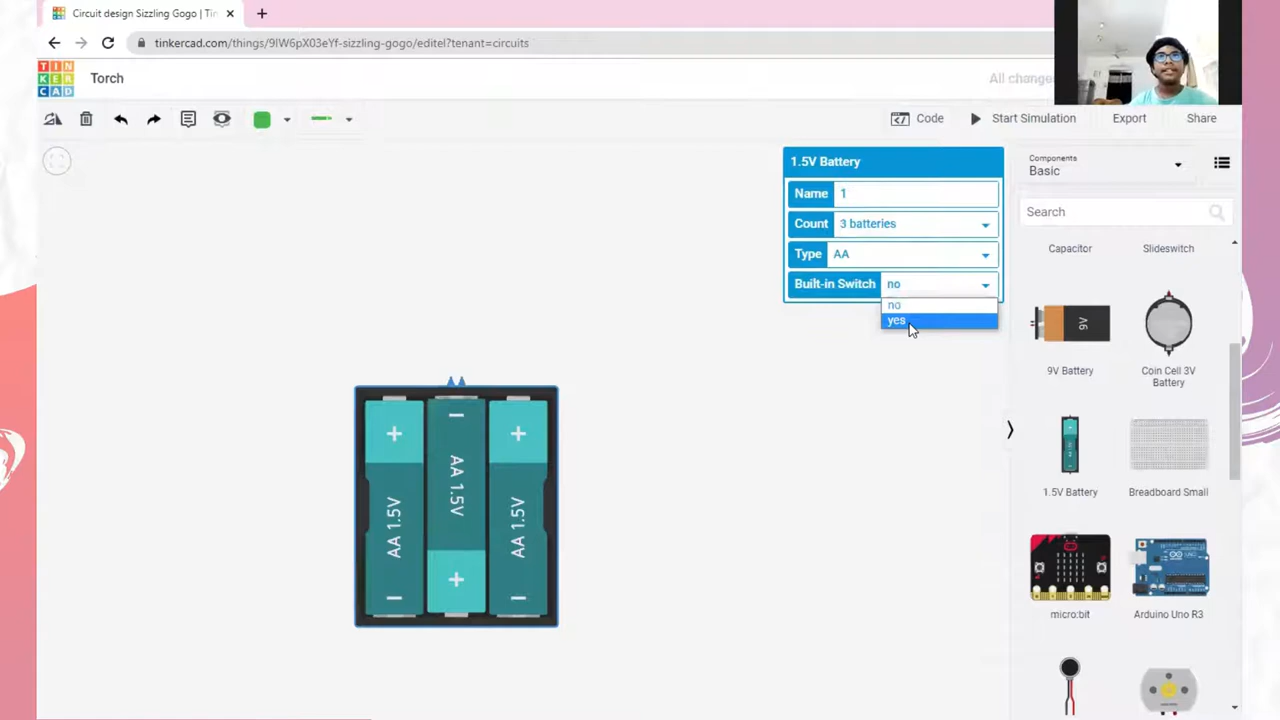 Circuit design Sizzling Gogo | Tin
tinkercad.com/things/9IW6pX03eYf-sizzling-gogo/editel?tenant=circuits
TIN
KER
CAD
Torch
All change
Code
Start Simulation
Export
Share
1.5V Battery
Name 1
Count 3 batteries
Type AA
Built-in Switch no
no
yes
Components
Basic
Search
Capacitor
Slideswitch
9V
9V Battery
Coin Cell 3V
Battery
1.5V Battery
Breadboard Small
micro:bit
Arduino Uno R3
+ − +
AA 1.5V
AA 1.5V
AA 1.5V
− + −